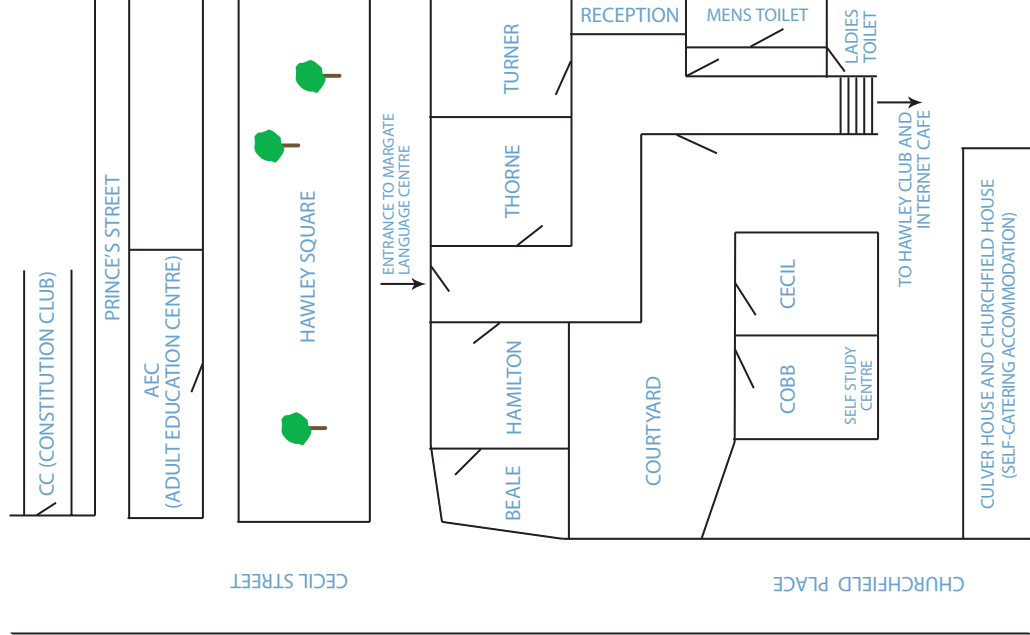 RECEPTION
MENS TOILET
LADIES
TOILET
TURNER
THORNE
ENTRANCE TO MARGATE
LANGUAGE CENTRE
TO HAWLEY CLUB AND
INTERNET CAFE
PRINCE'S STREET
HAWLEY SQUARE
CC (CONSTITUTION CLUB)
AEC
(ADULT EDUCATION CENTRE)
HAMILTON
BEALE
COURTYARD
CECIL
COBB
SELF STUDY
CENTRE
CULVER HOUSE AND CHURCHFIELD HOUSE
(SELF-CATERING ACCOMODATION)
CECIL STREET
CHURCHFIELD PLACE